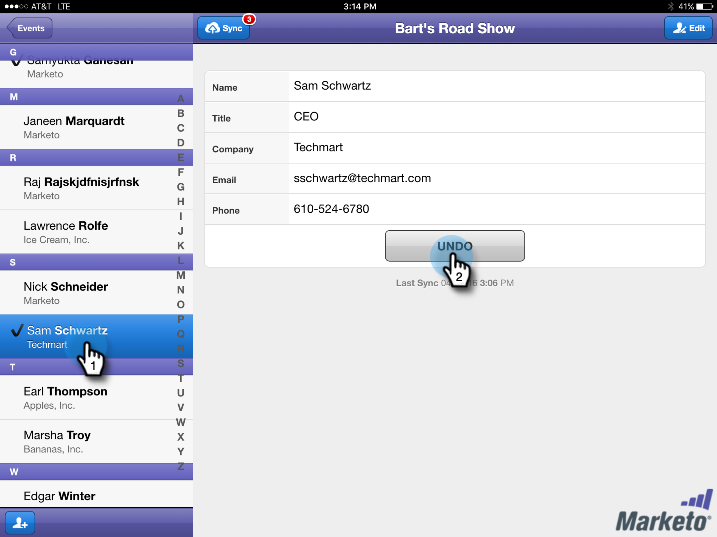 AT&T LTE
3:14 PM
41%
Events
Sync
3
Bart's Road Show
Edit
G
Samyukta Ganesan
Marketo
M
Janeen Marquardt
Marketo
R
Raj Rajskjdfnisjrfnsk
Marketo
Lawrence Rolfe
Ice Cream, Inc.
S
Nick Schneider
Marketo
Sam Schwartz
Techmart
1
T
Earl Thompson
Apples, Inc.
Marsha Troy
Bananas, Inc.
W
Edgar Winter
A
B
C
D
E
F
G
H
I
J
K
L
M
N
O
P
Q
R
S
T
U
V
W
X
Y
Z
Name Sam Schwartz
Title CEO
Company Techmart
Email sschwartz@techmart.com
Phone 610-524-6780
UNDO
2
Last Sync 3:06 PM
Marketo